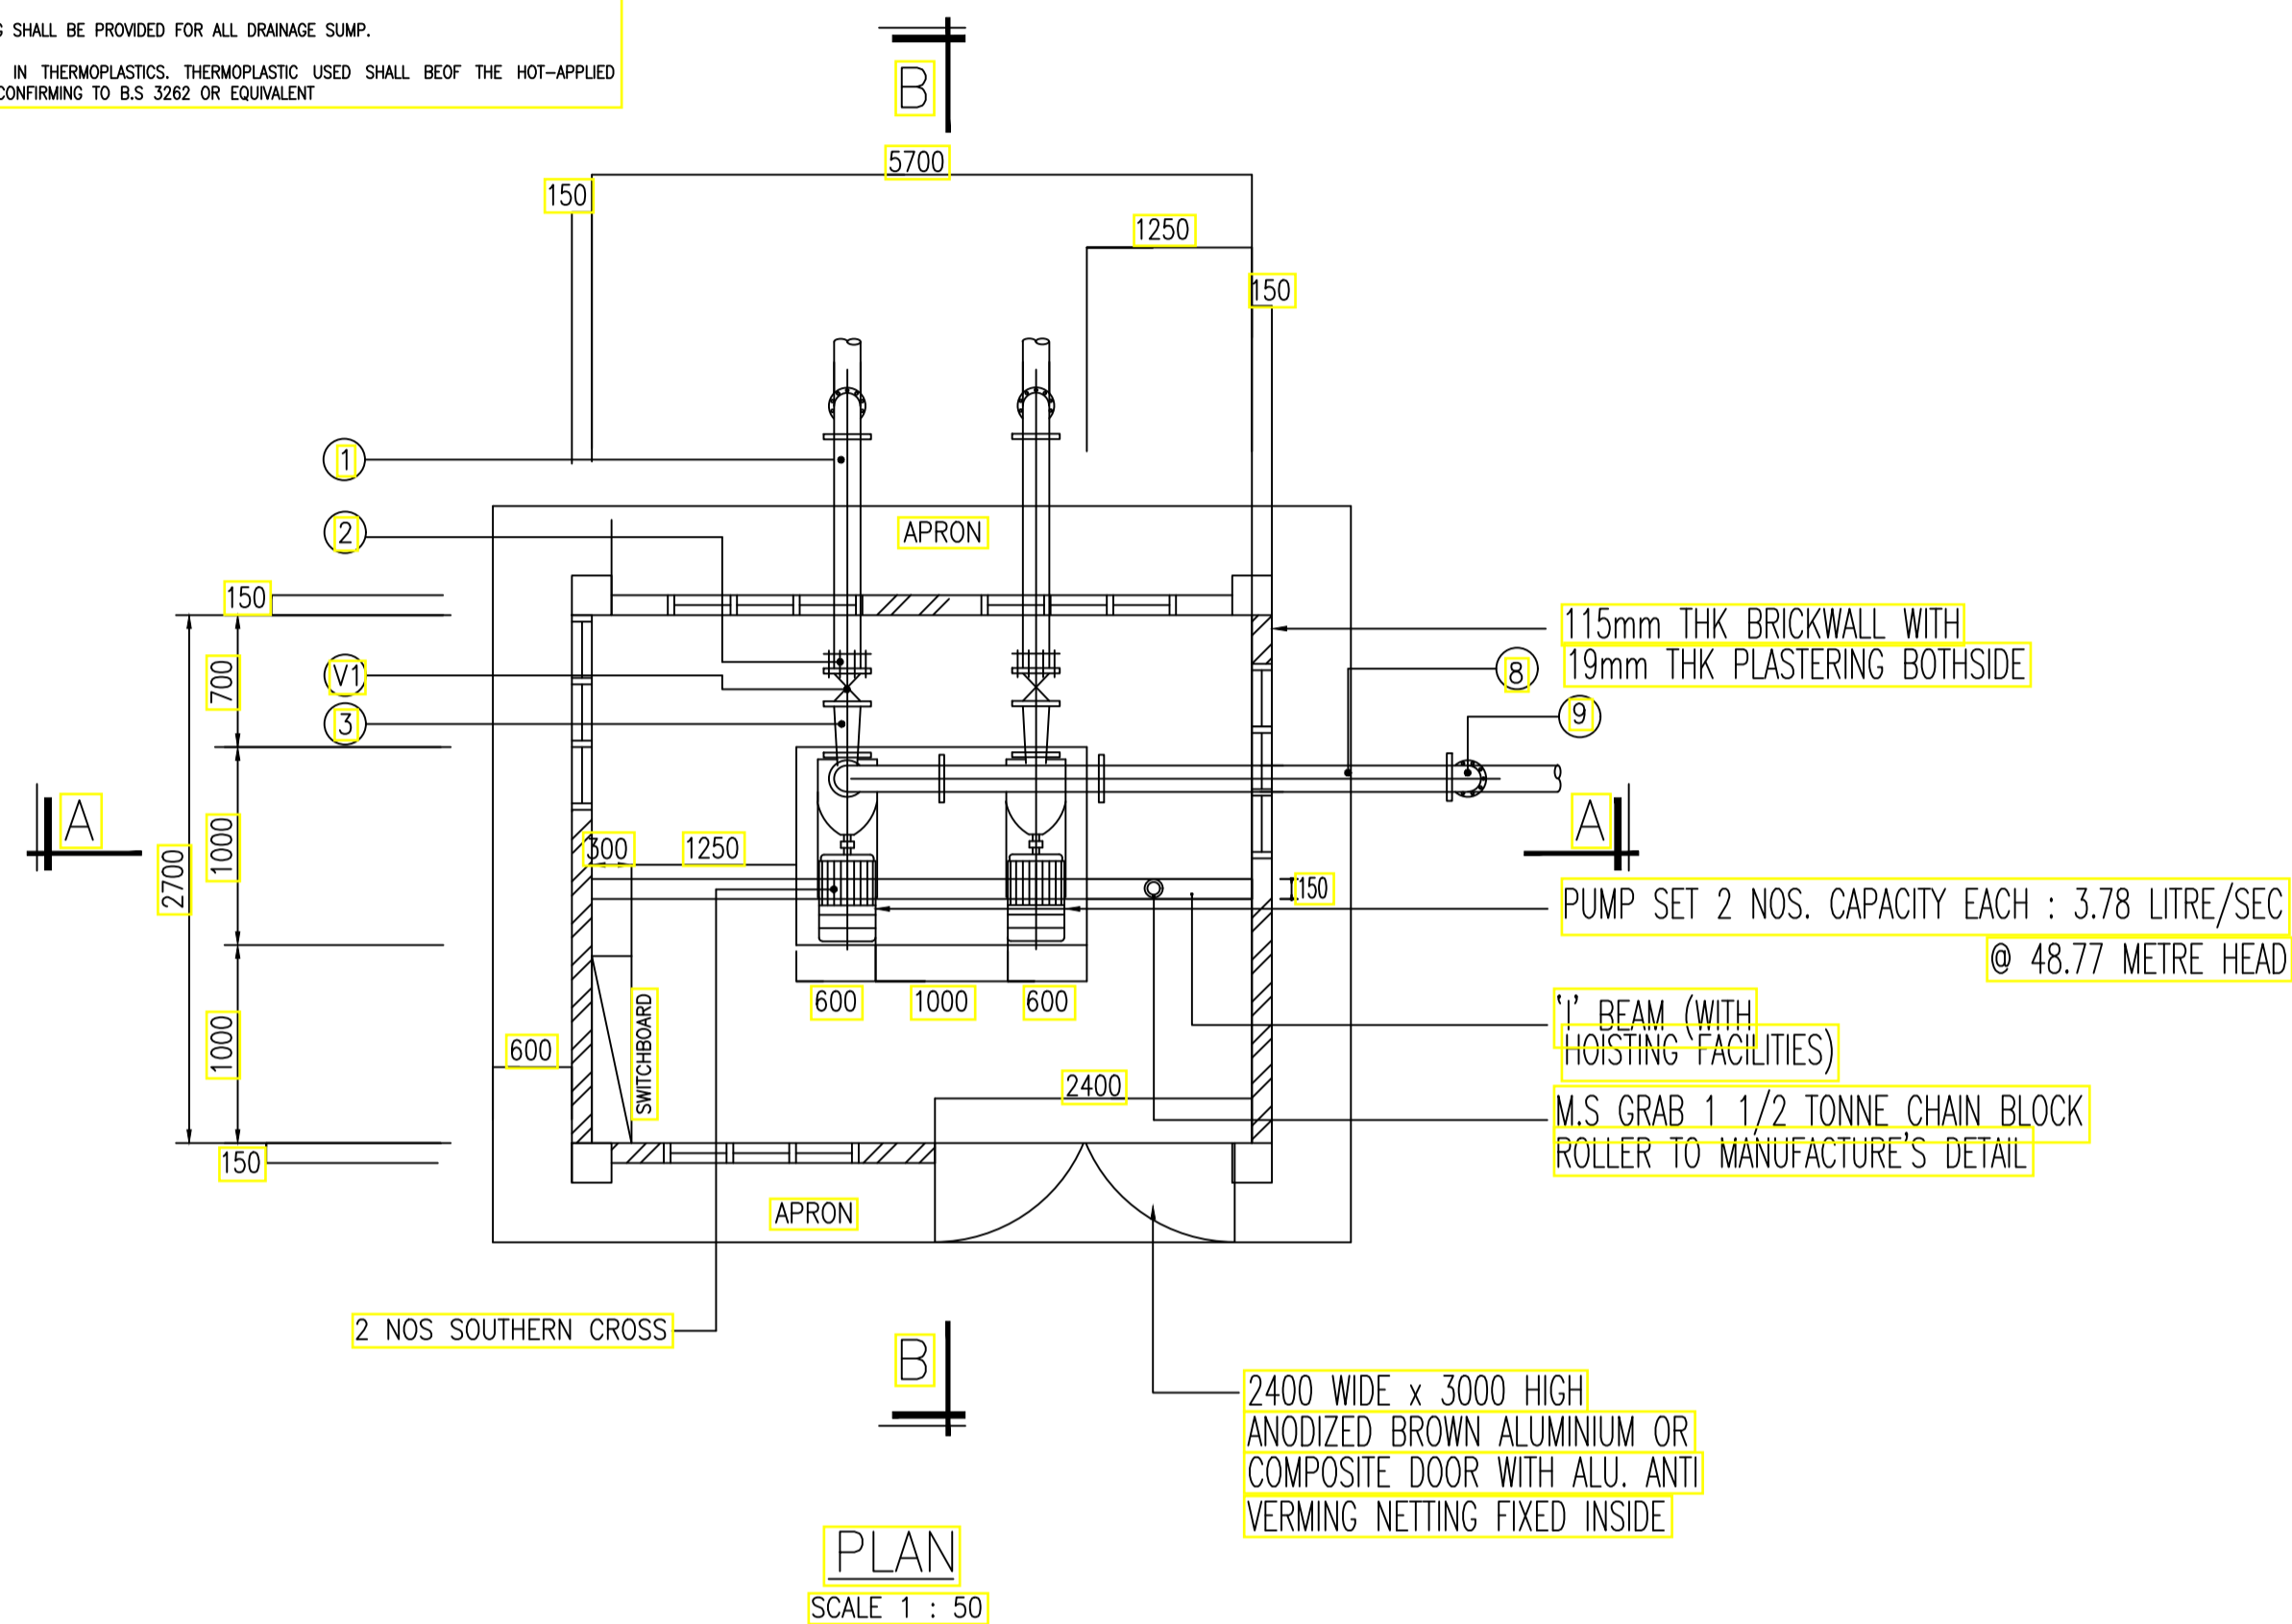 SHALL BE PROVIDED FOR ALL DRAINAGE SUMP.
IN THERMOPLASTICS. THERMOPLASTIC USED SHALL BEOF THE HOT-APPLIED
CONFIRMING TO B.S 3262 OR EQUIVALENT
B
5700
150
1250
150
1
2
APRON
150
115mm THK BRICKWALL WITH
19mm THK PLASTERING BOTHSIDE
700
V1
8
3
9
A
A
1000
300
1250
2700
150
PUMP SET 2 NOS. CAPACITY EACH : 3.78 LITRE/SEC
@ 48.77 METRE HEAD
600
1000
600
'I' BEAM (WITH
HOISTING FACILITIES)
1000
600
SWITCHBOARD
2400
M.S GRAB 1 1/2 TONNE CHAIN BLOCK
ROLLER TO MANUFACTURE'S DETAIL
150
APRON
2 NOS SOUTHERN CROSS
B
2400 WIDE x 3000 HIGH
ANODIZED BROWN ALUMINIUM OR
COMPOSITE DOOR WITH ALU. ANTI
VERMING NETTING FIXED INSIDE
PLAN
SCALE 1 : 50